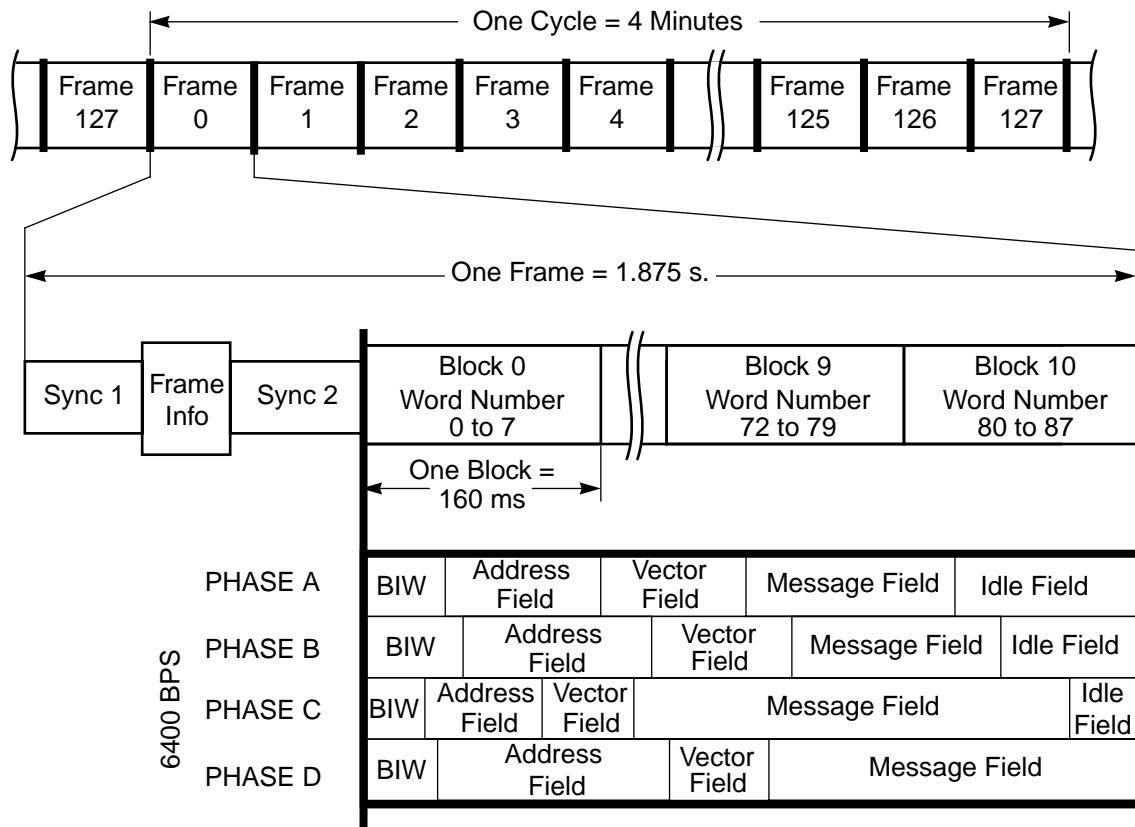 One Cycle = 4 Minutes
Frame 127
Frame 0
Frame 1
Frame 2
Frame 3
Frame 4
Frame 125
Frame 126
Frame 127
One Frame = 1.875 s.
Sync 1
Frame Info
Sync 2
Block 0
Word Number
0 to 7
Block 9
Word Number
72 to 79
Block 10
Word Number
80 to 87
One Block =
160 ms
6400 BPS
PHASE A
BIW
Address Field
Vector Field
Message Field
Idle Field
PHASE B
BIW
Address Field
Vector Field
Message Field
Idle Field
PHASE C
BIW
Address Field
Vector Field
Message Field
Idle Field
PHASE D
BIW
Address Field
Vector Field
Message Field